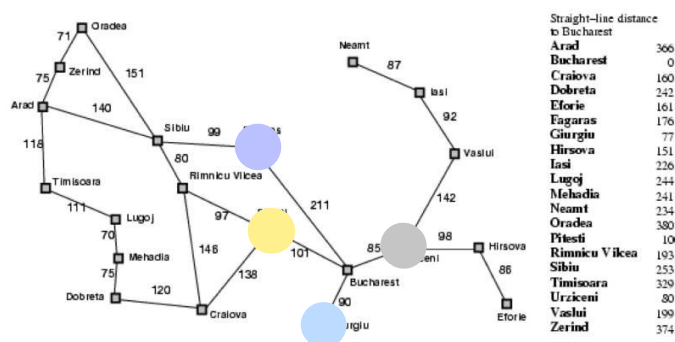 Oradea
71
Neamt
Zerind
87
75
151
Iasi
Arad
140
92
Sibiu
99
118
80
Vaslui
Rimnicu Vilcea
Timisoara
142
111
211
97
Lugoj
70
98
Hirsova
146
101
85
Mehadia
138
86
75
Bucharest
120
90
Dobreta
Craiova
Eforie
urgiu
Straight-line distance
to Bucharest
Arad 366
Bucharest 0
Craiova 160
Dobreta 242
Eforie 161
Fagaras 176
Giurgiu 77
Hirsova 151
Iasi 226
Lugoj 244
Mehadia 241
Neamt 234
Oradea 380
Pitesti 10
Rimnicu Vilcea 193
Sibiu 253
Timisoara 329
Urziceni 80
Vaslui 199
Zerind 374